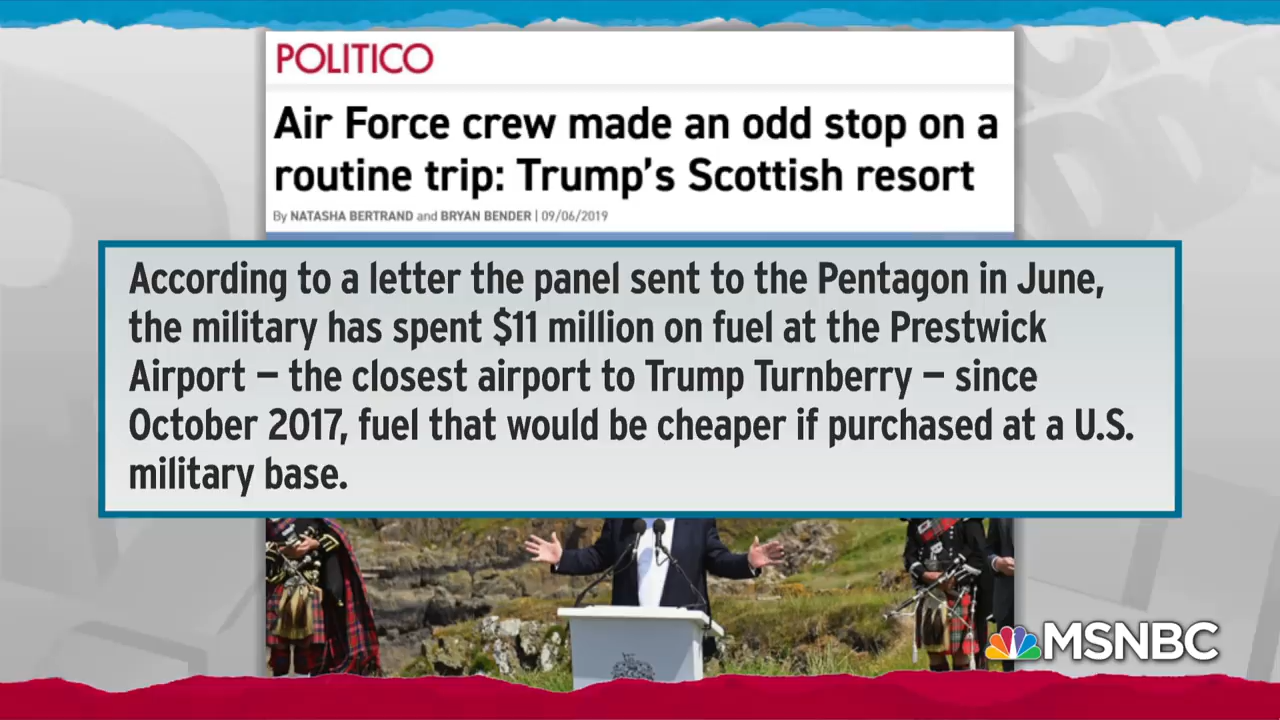 POLITICO
Air Force crew made an odd stop on a
routine trip: Trump's Scottish resort
By NATASHA BERTRAND and BRYAN BENDER | 09/06/2019
According to a letter the panel sent to the Pentagon in June,
the military has spent $11 million on fuel at the Prestwick
Airport – the closest airport to Trump Turnberry – since
October 2017, fuel that would be cheaper if purchased at a U.S.
military base.
MSNBC